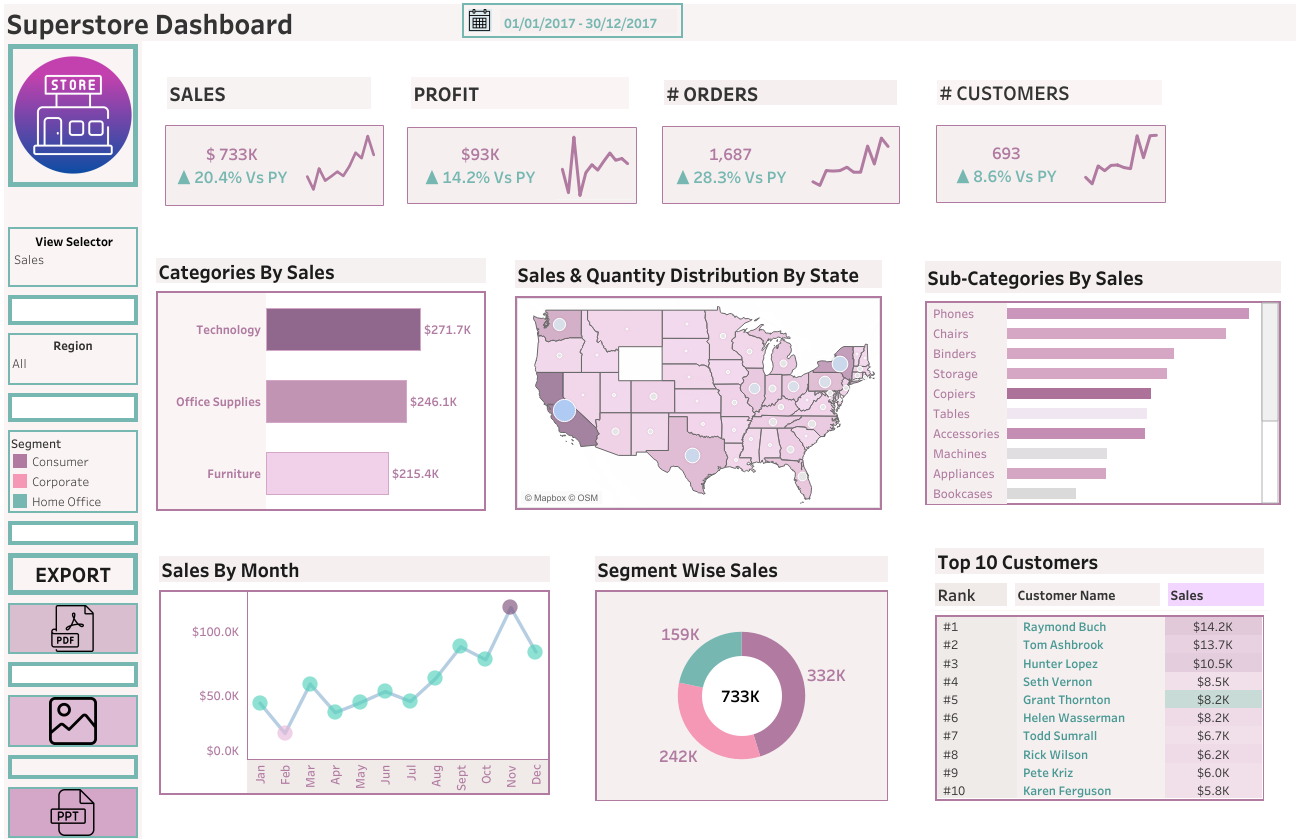 Superstore Dashboard
01/01/2017 - 30/12/2017
STORE
SALES
PROFIT
# ORDERS
# CUSTOMERS
$ 733K
▲ 20.4% Vs PY
$93K
▲ 14.2% Vs PY
1,687
▲ 28.3% Vs PY
693
▲ 8.6% Vs PY
View Selector
Sales
Region
All
Segment
Consumer
Corporate
Home Office
EXPORT
PDF
PPT
Categories By Sales
Technology $271.7K
Office Supplies $246.1K
Furniture $215.4K
Sales & Quantity Distribution By State
© Mapbox © OSM
Sub-Categories By Sales
Phones
Chairs
Binders
Storage
Copiers
Tables
Accessories
Machines
Appliances
Bookcases
Sales By Month
$100.0K
$50.0K
$0.0K
Jan
Feb
Mar
Apr
May
Jun
Jul
Aug
Sept
Oct
Nov
Dec
Segment Wise Sales
159K
332K
733K
242K
Top 10 Customers
Rank Customer Name Sales
#1 Raymond Buch $14.2K
#2 Tom Ashbrook $13.7K
#3 Hunter Lopez $10.5K
#4 Seth Vernon $8.5K
#5 Grant Thornton $8.2K
#6 Helen Wasserman $8.2K
#7 Todd Sumrall $6.7K
#8 Rick Wilson $6.2K
#9 Pete Kriz $6.0K
#10 Karen Ferguson $5.8K